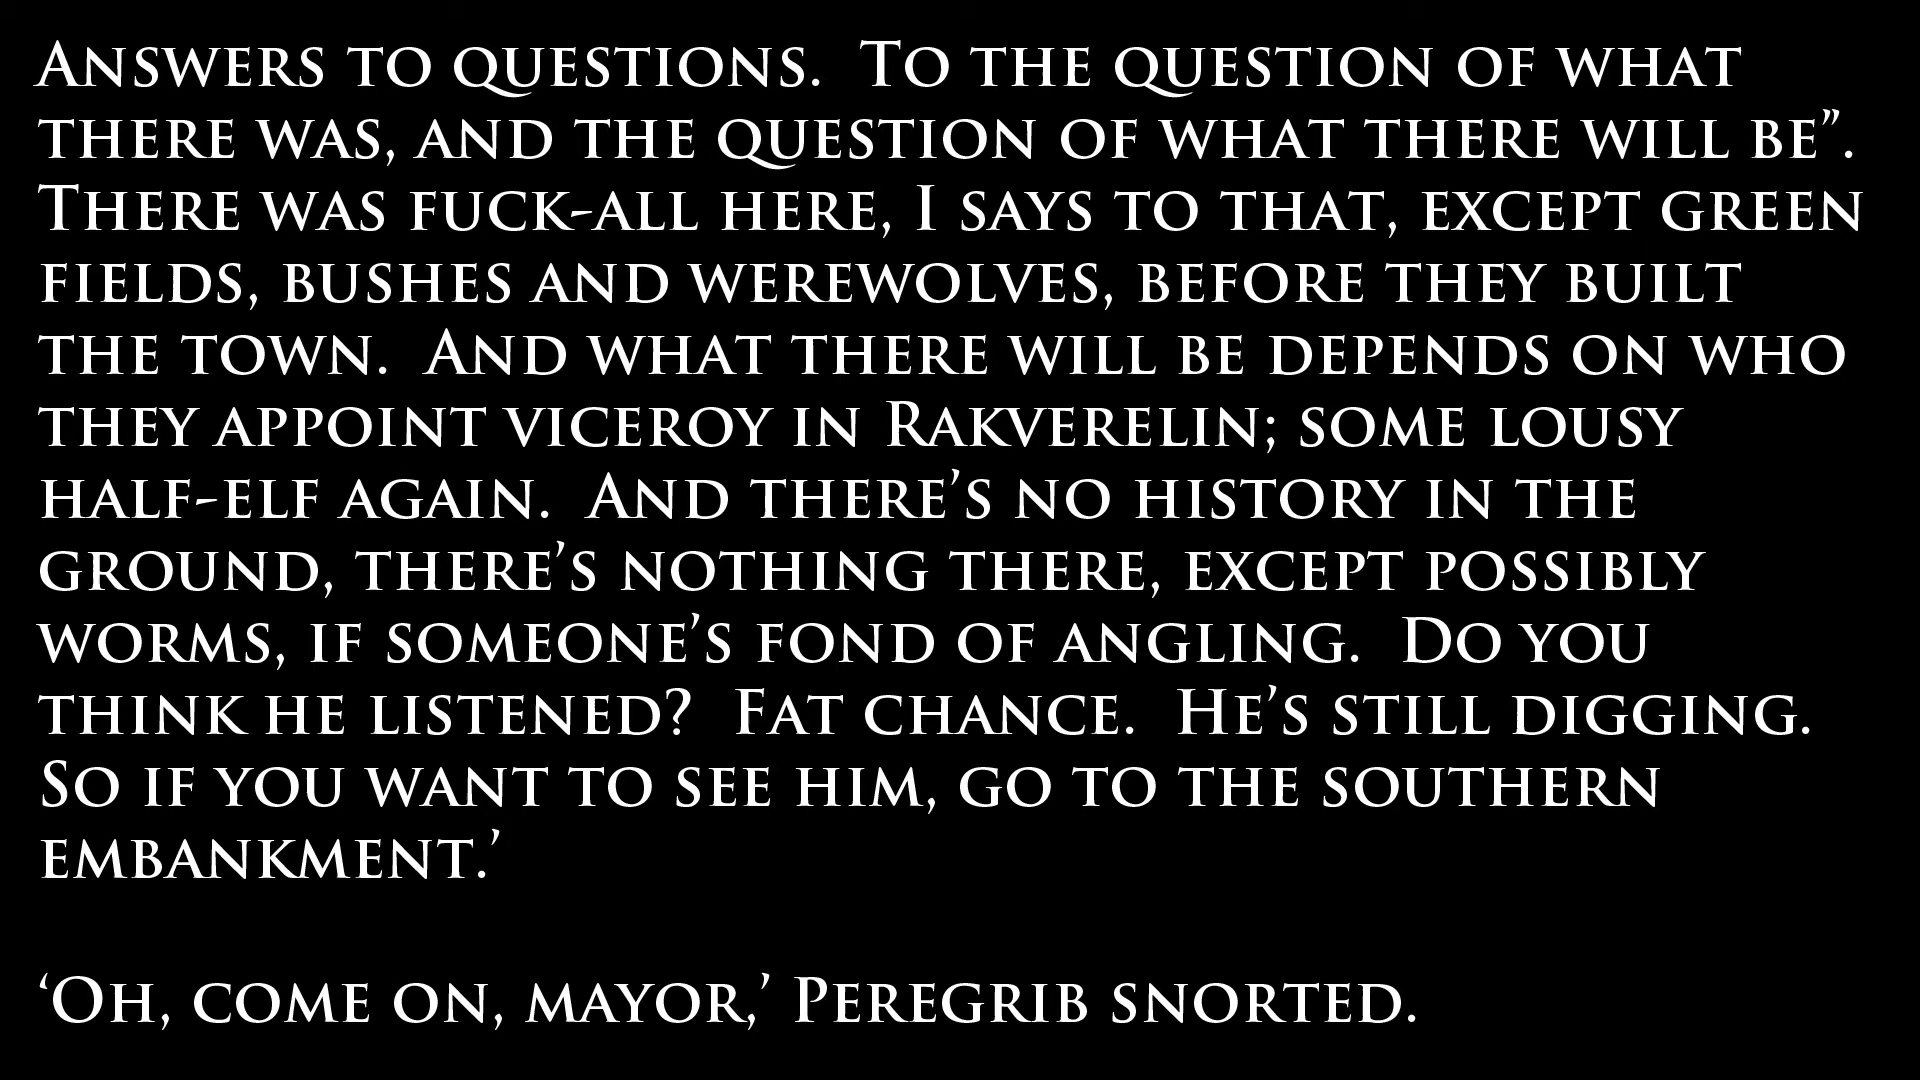 Answers to questions. To the question of what
there was, and the question of what there will be”.
There was fuck-all here, I says to that, except green
fields, bushes and werewolves, before they built
the town. And what there will be depends on who
they appoint viceroy in Rakverelin; some lousy
half-elf again. And there’s no history in the
ground, there’s nothing there, except possibly
worms, if someone’s fond of angling. Do you
think he listened? Fat chance. He’s still digging.
So if you want to see him, go to the southern
embankment.’
‘Oh, come on, mayor,’ Peregrib snorted.